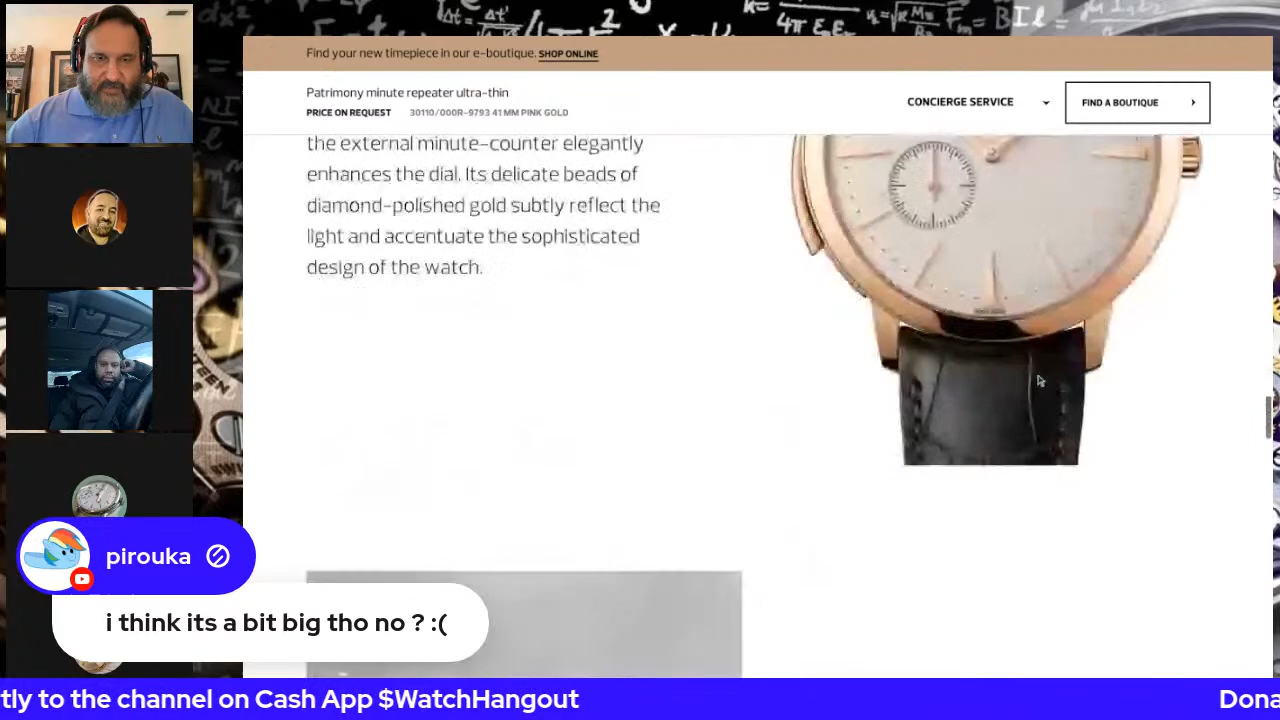 Find your new timepiece in our e-boutique. SHOP ONLINE
Patrimony minute repeater ultra-thin
PRICE ON REQUEST 30110/000R-9793 41 MM PINK GOLD
CONCIERGE SERVICE
FIND A BOUTIQUE
the external minute-counter elegantly
enhances the dial. Its delicate beads of
diamond-polished gold subtly reflect the
light and accentuate the sophisticated
design of the watch.
pirouka
i think its a bit big tho no ? :(
tly to the channel on Cash App $WatchHangout
Dona